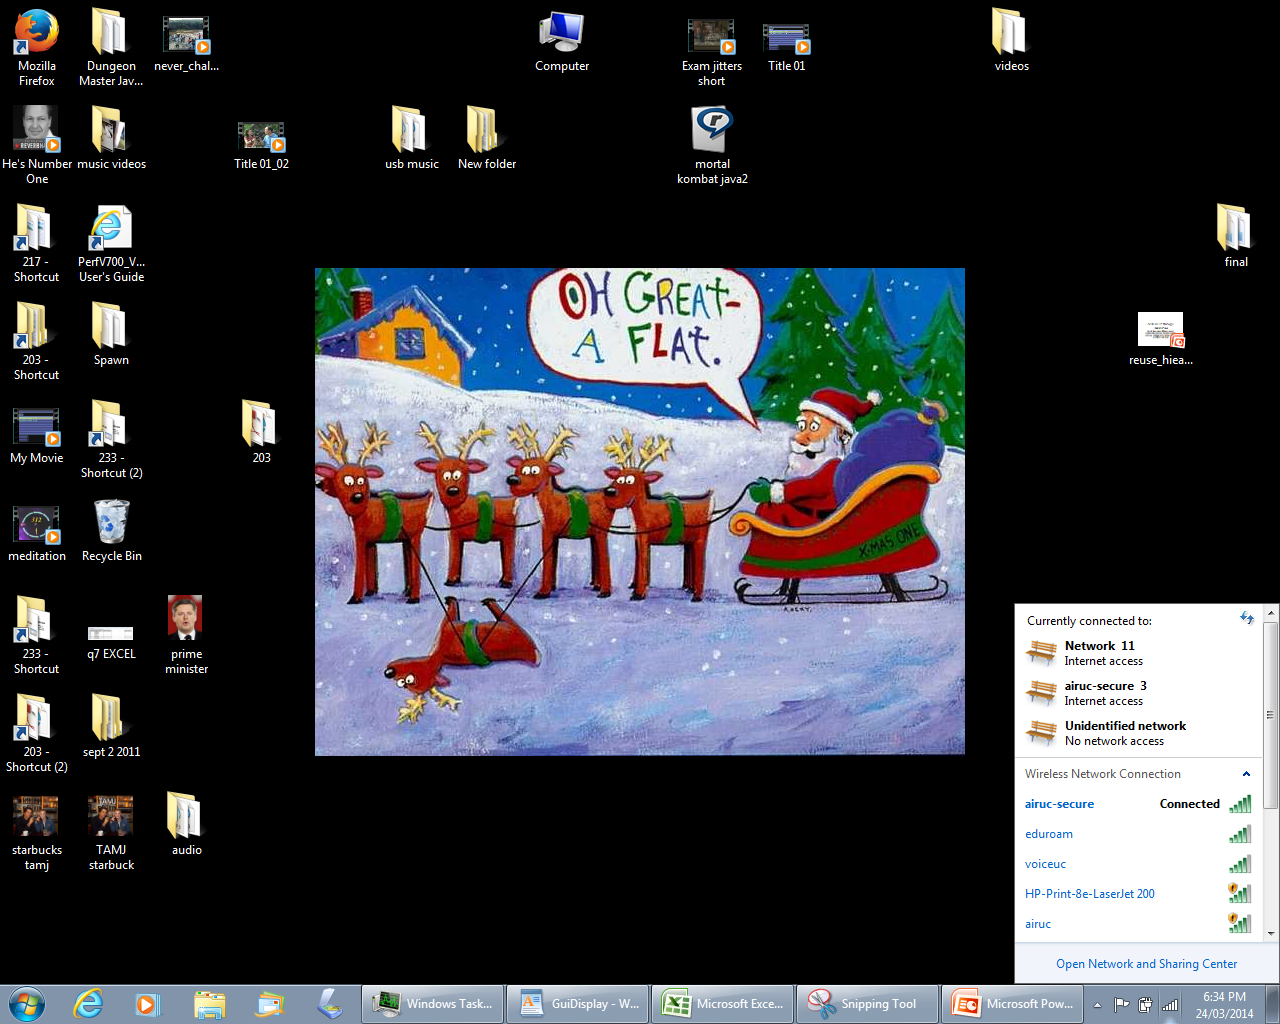 Mozilla
Firefox
Dungeon
Master Jav...
never_chal...
Computer
Exam jitters
short
Title 01
videos
He's Number
One
music videos
Title 01_02
usb music
New folder
mortal
kombat java2
217 -
Shortcut
PerfV700_V...
User's Guide
final
203 -
Shortcut
Spawn
reuse_hiea...
My Movie
233 -
Shortcut (2)
203
meditation
Recycle Bin
233 -
Shortcut
q7 EXCEL
prime
minister
203 -
Shortcut (2)
sept 2 2011
starbucks
tamj
TAMJ
starbuck
audio
OH GREAT-
A FLAT.
X-MAS ONE
Currently connected to:
Network 11
Internet access
airuc-secure 3
Internet access
Unidentified network
No network access
Wireless Network Connection
airuc-secure Connected
eduroam
voiceuc
HP-Print-8e-LaserJet 200
airuc
Open Network and Sharing Center
Windows Task...
GuiDisplay - W...
Microsoft Exce...
Snipping Tool
Microsoft Pow...
6:34 PM
24/03/2014